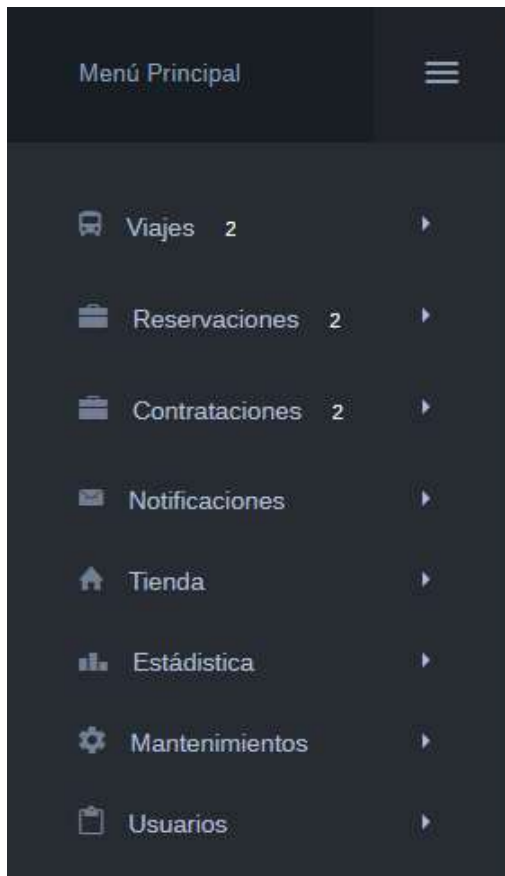 Menú Principal
Viajes 2
Reservaciones 2
Contrataciones 2
Notificaciones
Tienda
Estádistica
Mantenimientos
Usuarios